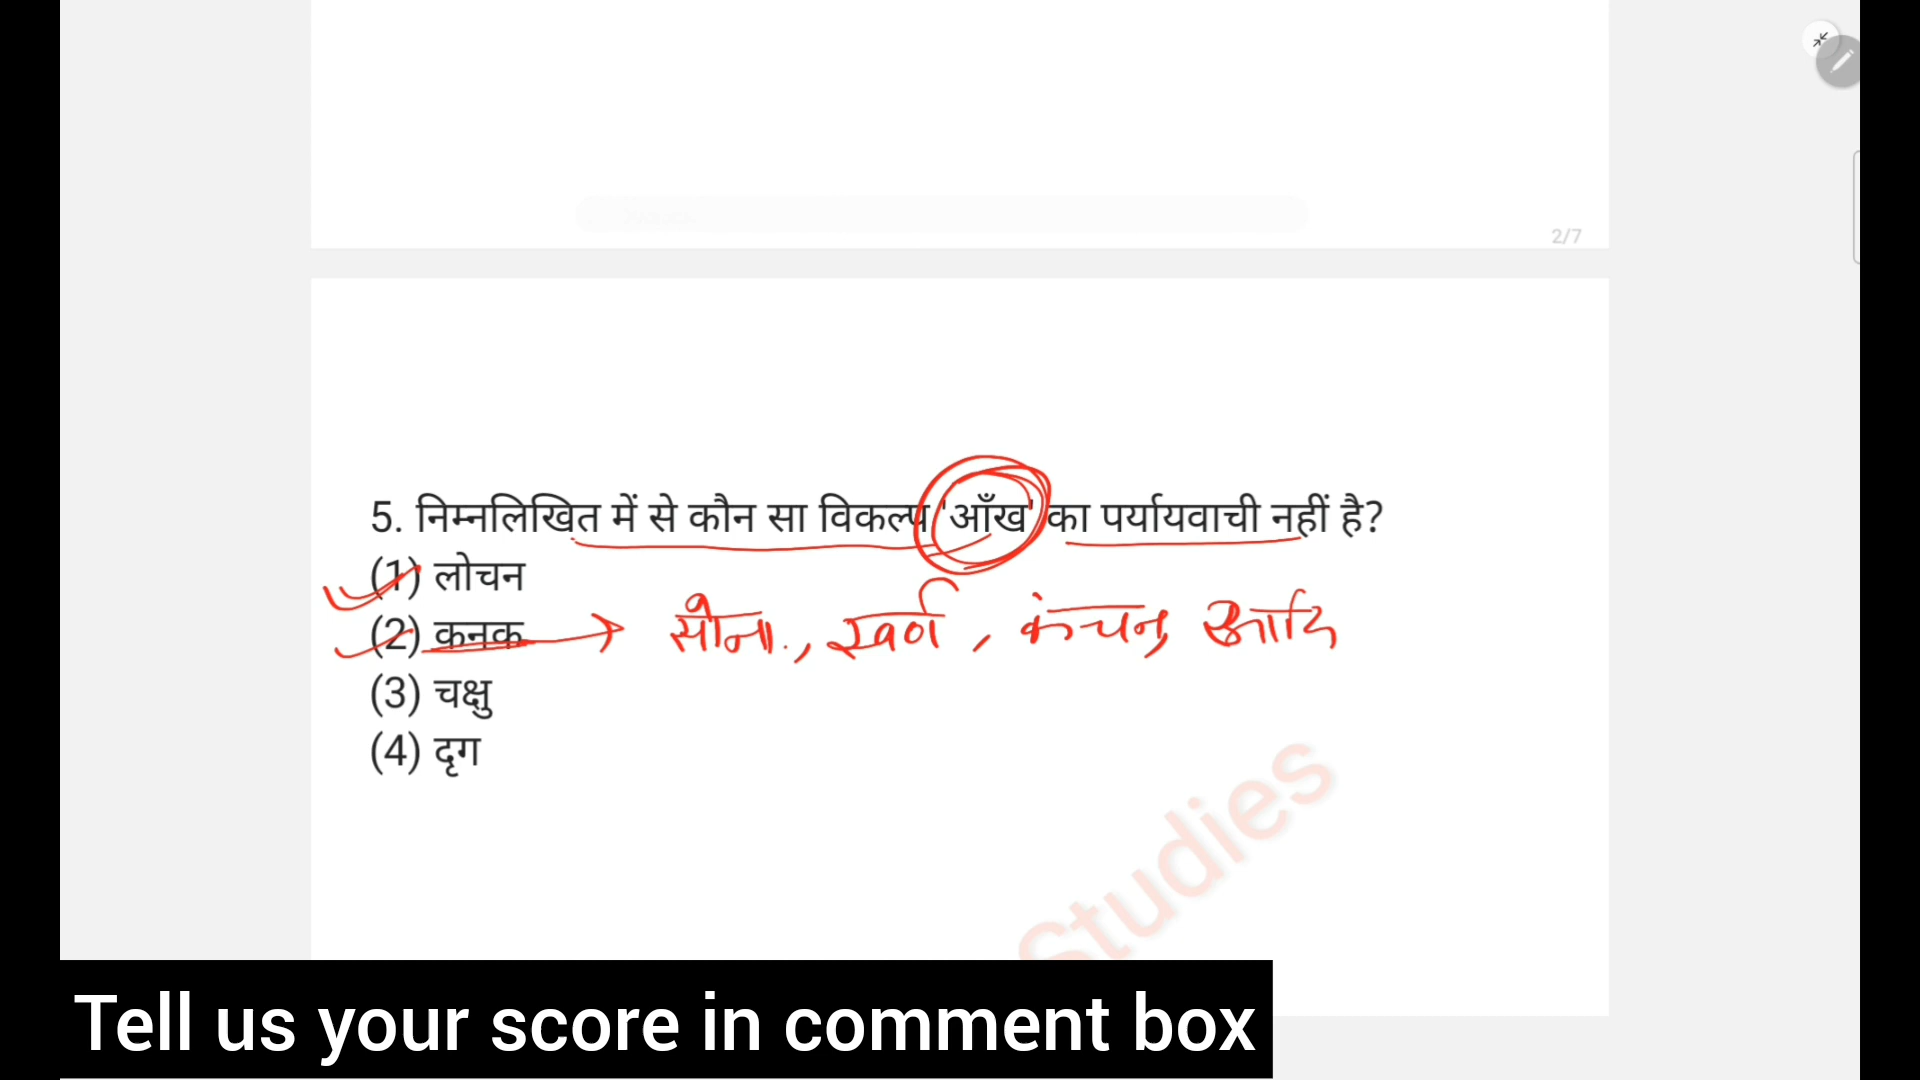 2/7
5. निम्नलिखित में से कौन सा विकल्प 'आँख' का पर्यायवाची नहीं है?
(1) लोचन
(2) कनक → सोना, स्वर्ण, कंचन, आदि
(3) चक्षु
(4) दृग
Studies
Tell us your score in comment box